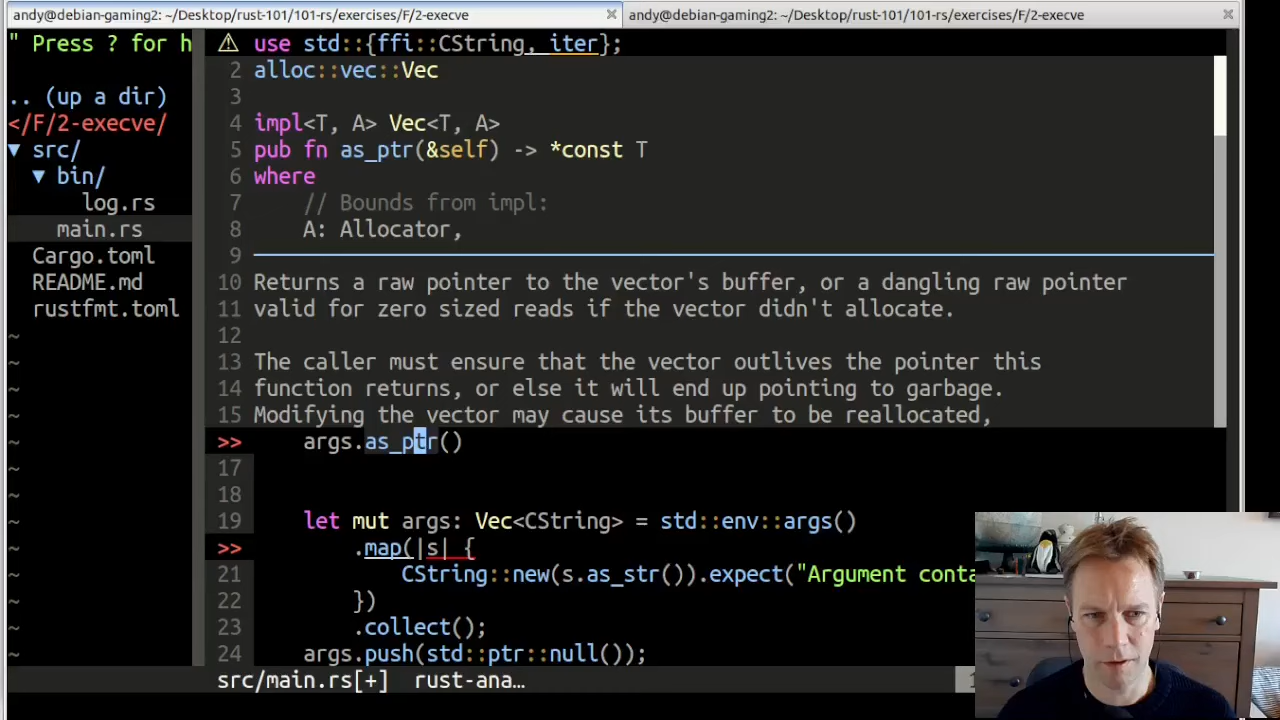 andy@debian-gaming2: ~/Desktop/rust-101/101-rs/exercises/F/2-execve
andy@debian-gaming2: ~/Desktop/rust-101/101-rs/exercises/F/2-execve
" Press ? for h
.. (up a dir)
</F/2-execve/
▼ src/
▼ bin/
log.rs
main.rs
Cargo.toml
README.md
rustfmt.toml
~
~
~
~
~
~
~
~
~
~
~
~
~
⚠ use std::{ffi::CString, iter};
2 alloc::vec::Vec
3
4 impl<T, A> Vec<T, A>
5 pub fn as_ptr(&self) -> *const T
6 where
7 // Bounds from impl:
8 A: Allocator,
9
10 Returns a raw pointer to the vector's buffer, or a dangling raw pointer
11 valid for zero sized reads if the vector didn't allocate.
12
13 The caller must ensure that the vector outlives the pointer this
14 function returns, or else it will end up pointing to garbage.
15 Modifying the vector may cause its buffer to be reallocated,
>> args.as_ptr()
17
18
19 let mut args: Vec<CString> = std::env::args()
>> .map(|s| {
21 CString::new(s.as_str()).expect("Argument conta
22 })
23 .collect();
24 args.push(std::ptr::null());
src/main.rs[+] rust-ana…